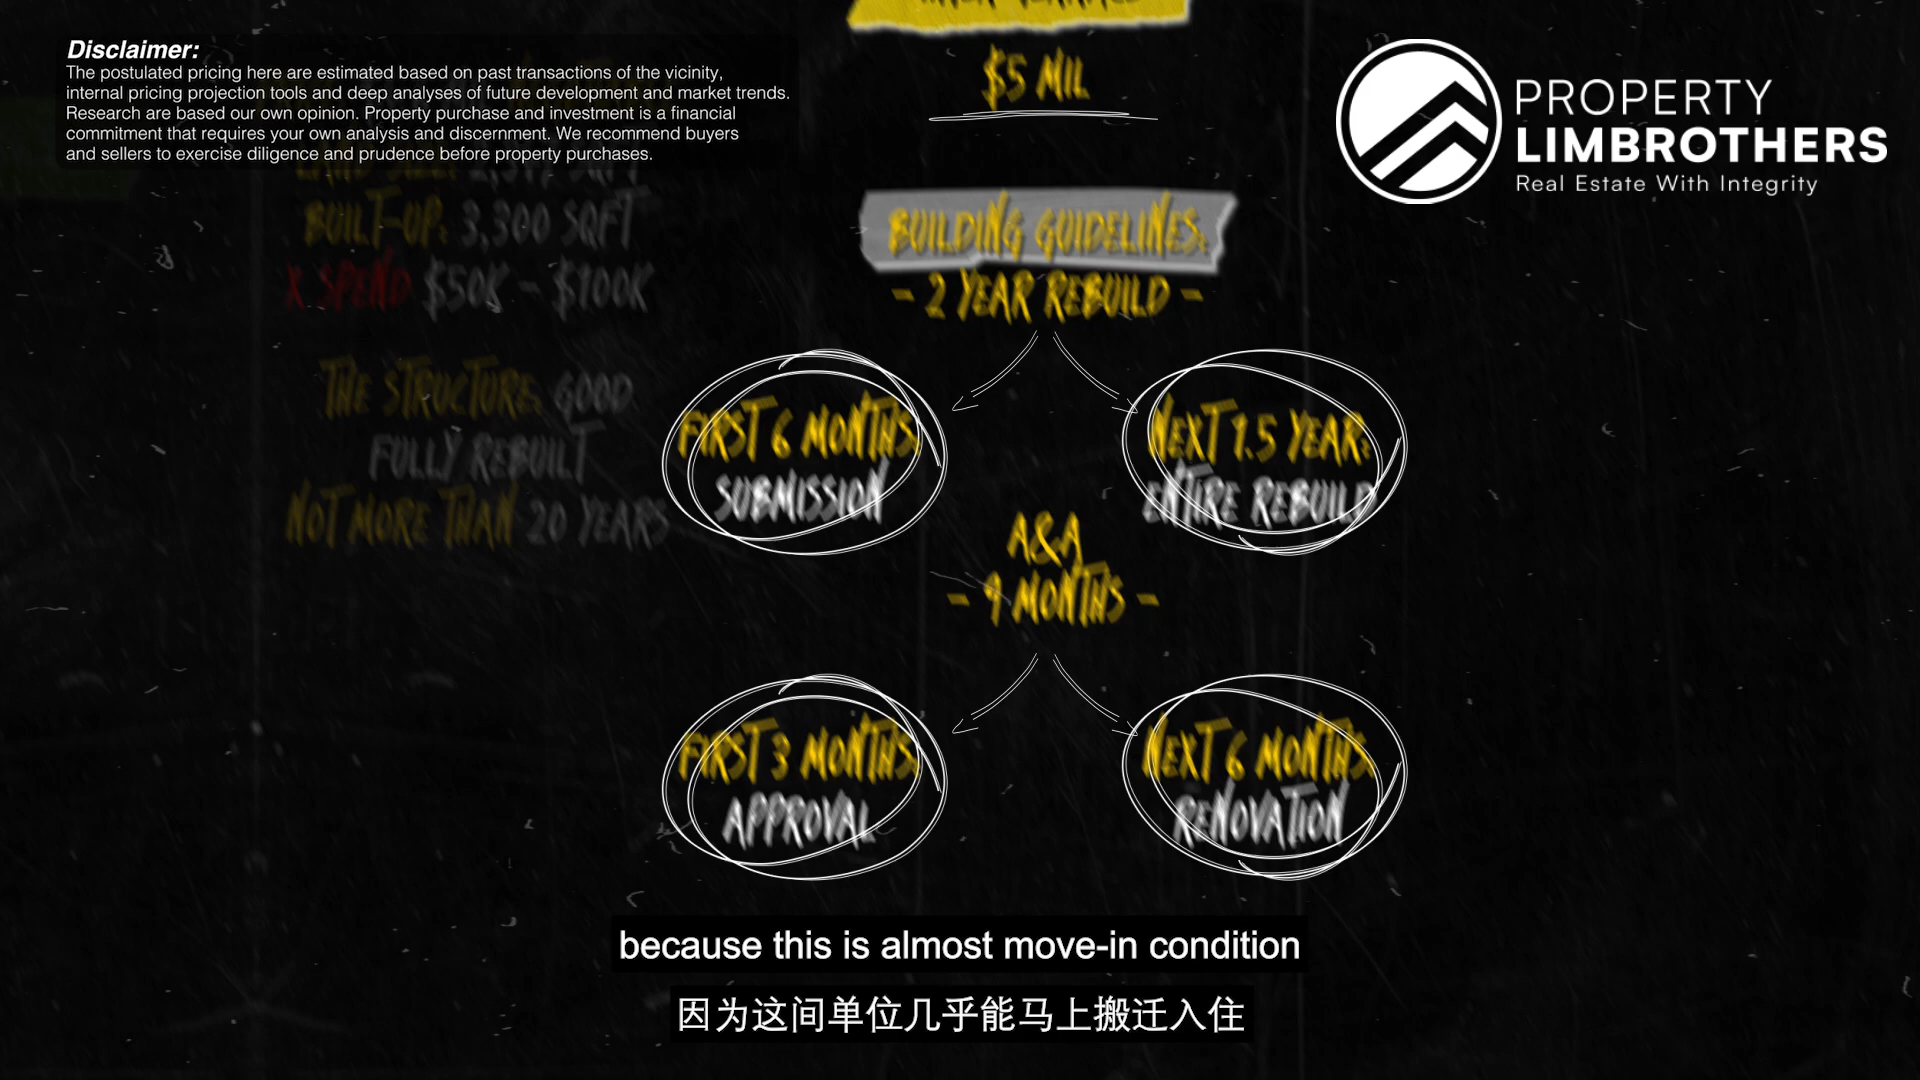 Disclaimer:
The postulated pricing here are estimated based on past transactions of the vicinity,
internal pricing projection tools and deep analyses of future development and market trends.
Research are based our own opinion. Property purchase and investment is a financial
commitment that requires your own analysis and discernment. We recommend buyers
and sellers to exercise diligence and prudence before property purchases.
PROPERTY
LIMBROTHERS
Real Estate With Integrity
BUILT-UP: 3,300 SQFT
X SPEND $50K - $100K
THE STRUCTURE: GOOD
FULLY REBUILT
NOT MORE THAN 20 YEARS
$5 MIL
BUILDING GUIDELINES:
- 2 YEAR REBUILD -
FIRST 6 MONTHS:
SUBMISSION
NEXT 1.5 YEAR:
ENTIRE REBUILD
A&A
- 9 MONTHS -
FIRST 3 MONTHS:
APPROVAL
NEXT 6 MONTHS:
RENOVATION
because this is almost move-in condition
因为这间单位几乎能马上搬迁入住